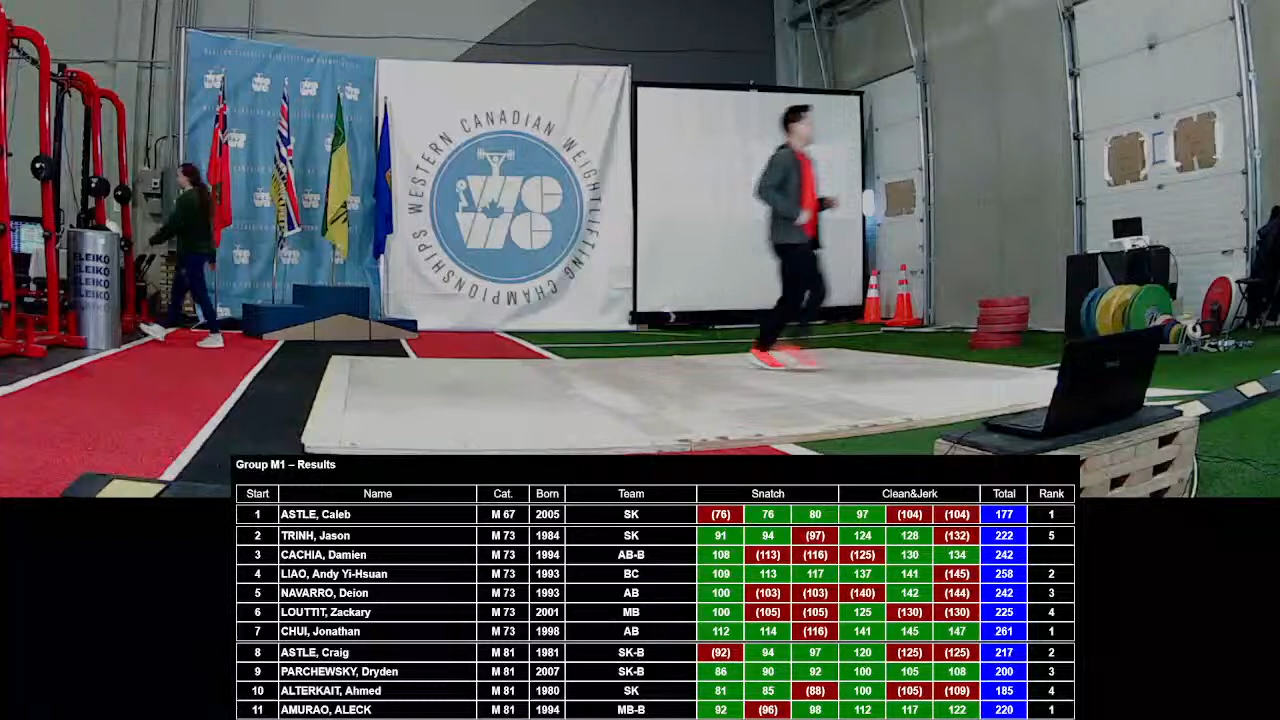 WESTERN CANADIAN WEIGHTLIFTING CHAMPIONSHIPS
WC
WC
ELEIKO
ELEIKO
ELEIKO
ELEIKO
Group M1 – Results
Start Name Cat. Born Team Snatch Clean&Jerk Total Rank
1 ASTLE, Caleb M 67 2005 SK (76) 76 80 97 (104) (104) 177 1
2 TRINH, Jason M 73 1984 SK 91 94 (97) 124 128 (132) 222 5
3 CACHIA, Damien M 73 1994 AB-B 108 (113) (116) (125) 130 134 242
4 LIAO, Andy Yi-Hsuan M 73 1993 BC 109 113 117 137 141 (145) 258 2
5 NAVARRO, Deion M 73 1993 AB 100 (103) (103) (140) 142 (144) 242 3
6 LOUTTIT, Zackary M 73 2001 MB 100 (105) (105) 125 (130) (130) 225 4
7 CHUI, Jonathan M 73 1998 AB 112 114 (116) 141 145 147 261 1
8 ASTLE, Craig M 81 1981 SK-B (92) 94 97 120 (125) (125) 217 2
9 PARCHEWSKY, Dryden M 81 2007 SK-B 86 90 92 100 105 108 200 3
10 ALTERKAIT, Ahmed M 81 1980 SK 81 85 (88) 100 (105) (109) 185 4
11 AMURAO, ALECK M 81 1994 MB-B 92 (96) 98 112 117 122 220 1